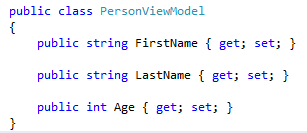 public class PersonViewModel
{
    public string FirstName { get; set; }
    public string LastName { get; set; }
    public int Age { get; set; }
}